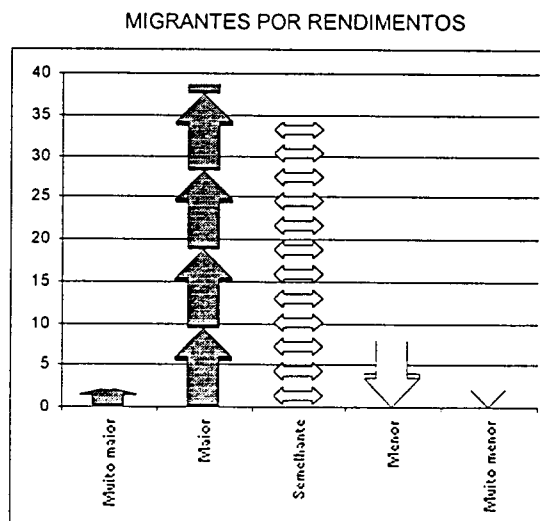 MIGRANTES POR RENDIMENTOS
40
35
30
25
20
15
10
5
0
Muito maior
Maior
Semelhante
Menor
Muito menor